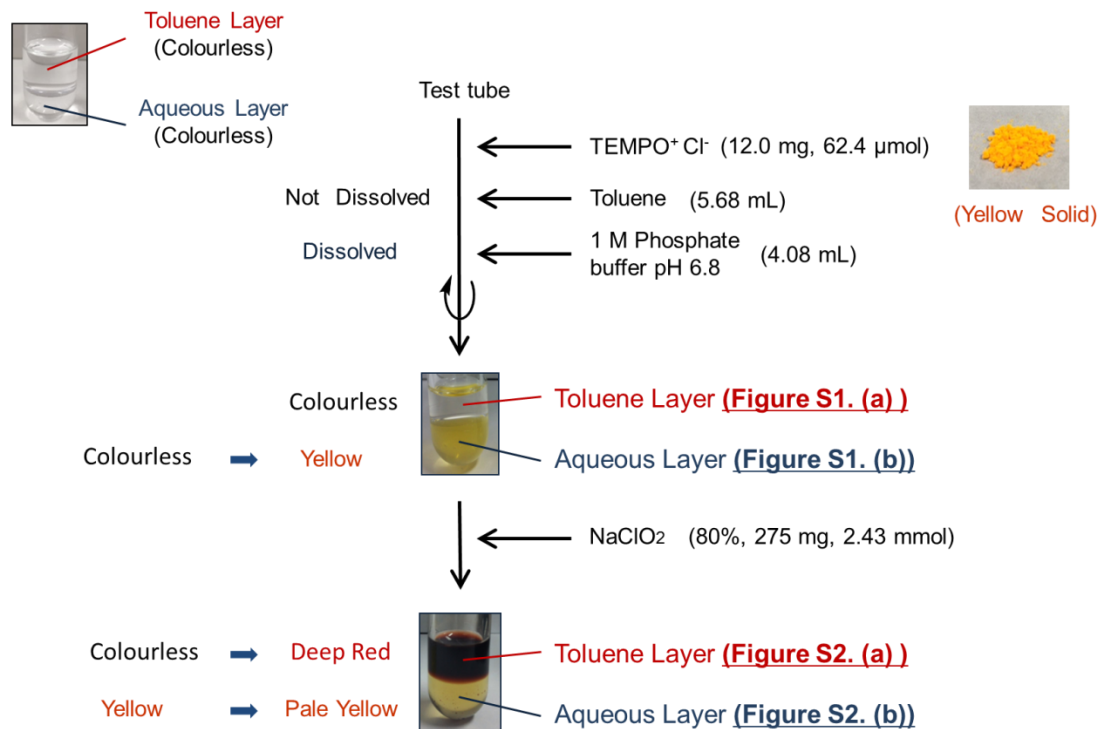 Toluene Layer
(Colourless)
Aqueous Layer
(Colourless)
Test tube
TEMPO⁺ Cl⁻ (12.0 mg, 62.4 µmol)
Not Dissolved
Toluene (5.68 mL)
(Yellow Solid)
Dissolved
1 M Phosphate
buffer pH 6.8
(4.08 mL)
Colourless
Toluene Layer (Figure S1. (a) )
Colourless
Yellow
Aqueous Layer (Figure S1. (b))
NaClO2 (80%, 275 mg, 2.43 mmol)
Colourless
Deep Red
Toluene Layer (Figure S2. (a) )
Yellow
Pale Yellow
Aqueous Layer (Figure S2. (b))